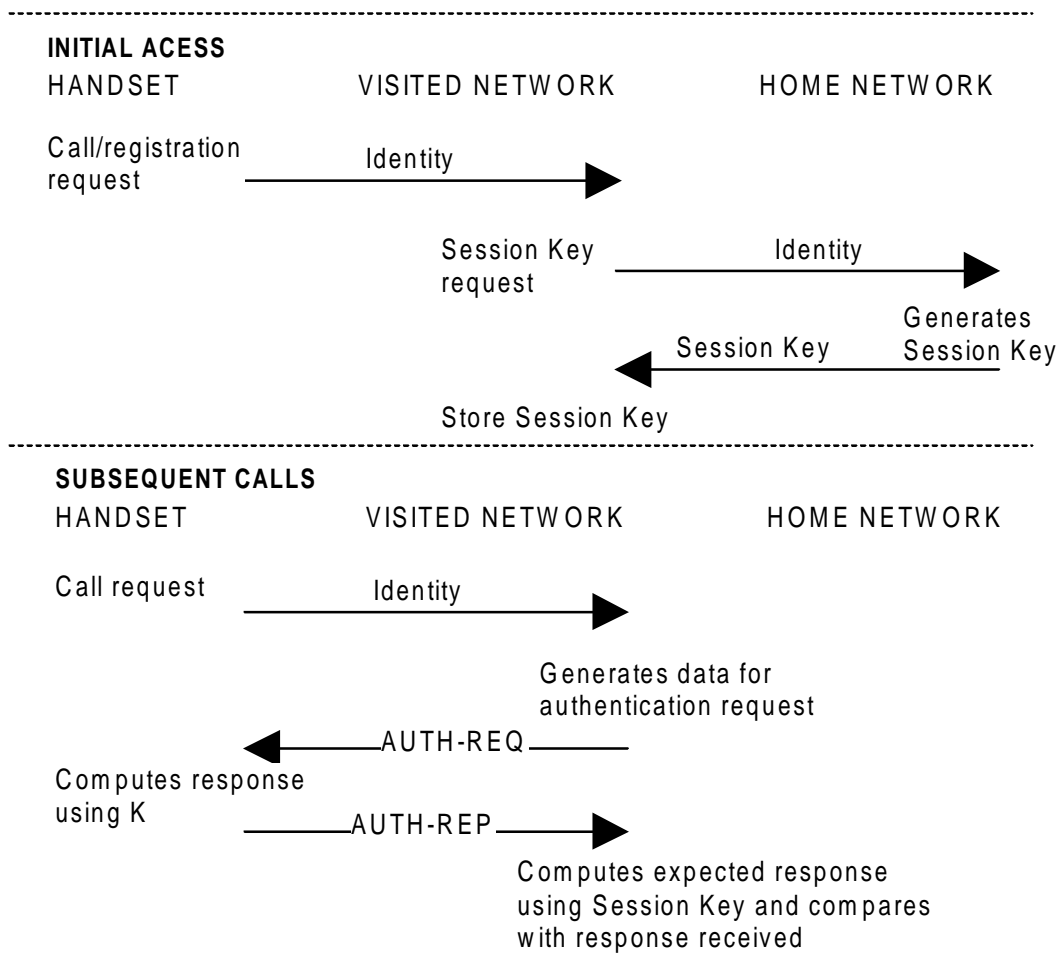 INITIAL ACESS
HANDSET VISITED NETWORK HOME NETWORK
Call/registration
request
Identity
Session Key
request
Identity
Generates
Session Key
Session Key
Store Session Key
SUBSEQUENT CALLS
HANDSET VISITED NETWORK HOME NETWORK
Call request
Identity
Generates data for
authentication request
AUTH-REQ
Computes response
using K
AUTH-REP
Computes expected response
using Session Key and compares
with response received